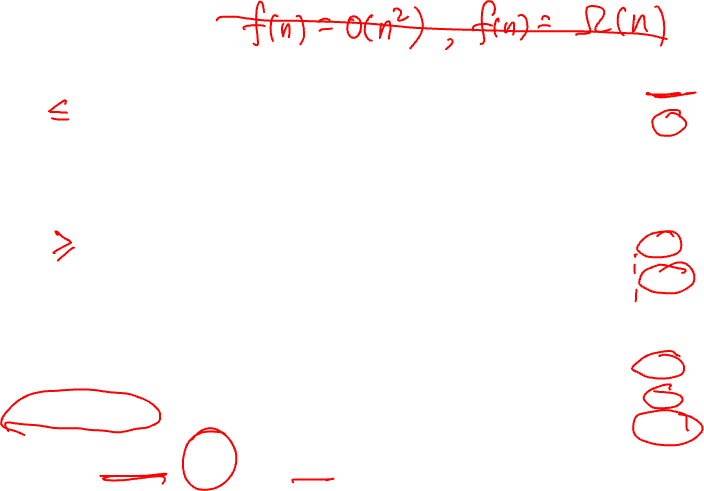 f(n) = O(n²), f(n) = Ω(n)
≤
≥